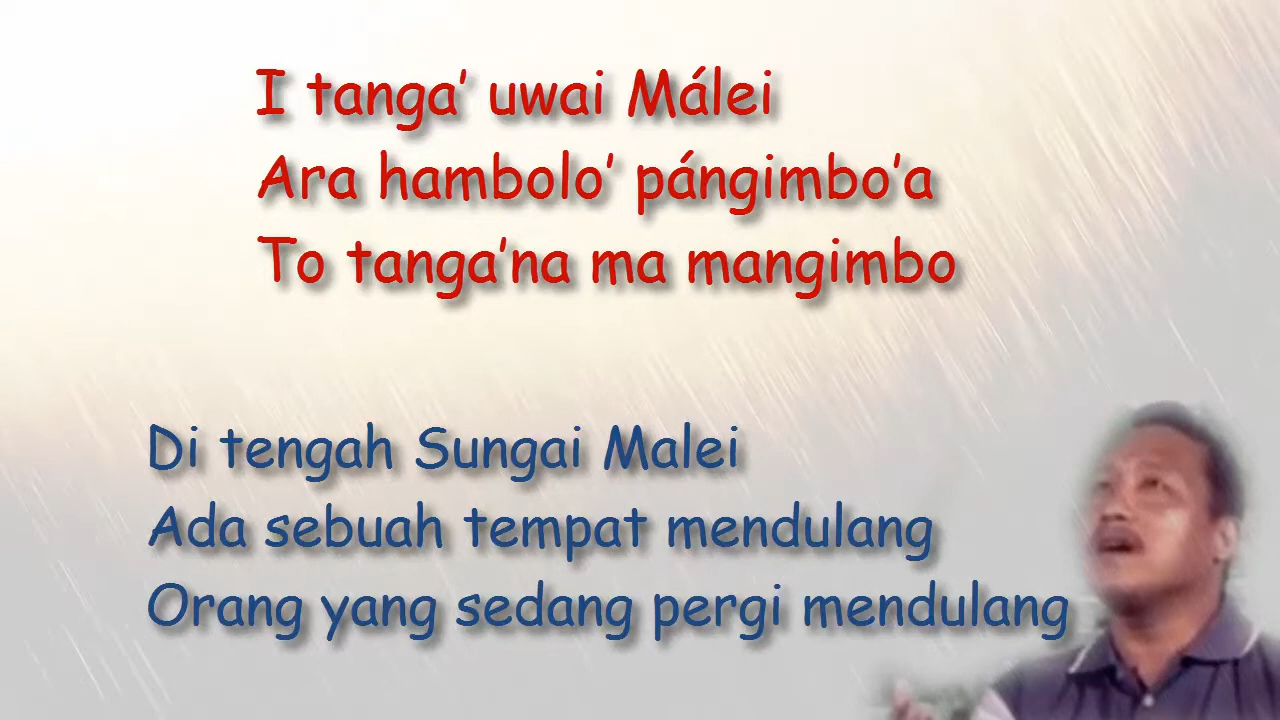 I tanga’ uwai Málei
Ara hambolo’ pángimbo’a
To tanga’na ma mangimbo
Di tengah Sungai Malei
Ada sebuah tempat mendulang
Orang yang sedang pergi mendulang